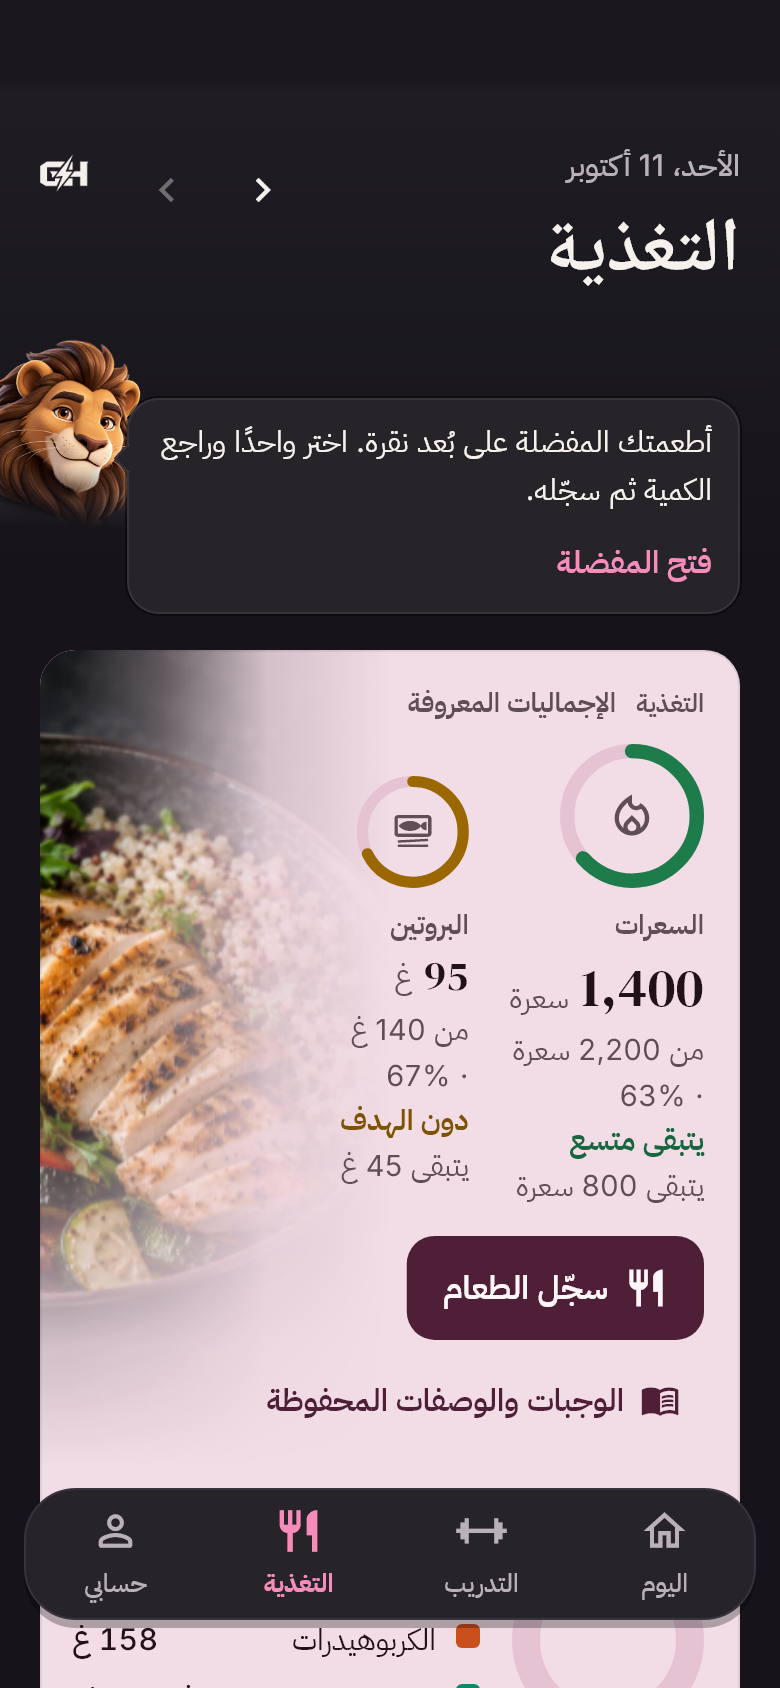 الأحد، 11 أكتوبر
GH
التغذية
أطعمتك المفضلة على بُعد نقرة. اختر واحدًا وراجع
الكمية ثم سجّله.
فتح المفضلة
التغذية الإجماليات المعروفة
السعرات
1,400 سعرة
من 2,200 سعرة
· 63%
يتبقى متسع
يتبقى 800 سعرة
البروتين
95 غ
من 140 غ
· 67%
دون الهدف
يتبقى 45 غ
سجّل الطعام
الوجبات والوصفات المحفوظة
اليوم
التدريب
التغذية
حسابي
الكربوهيدرات 158 غ